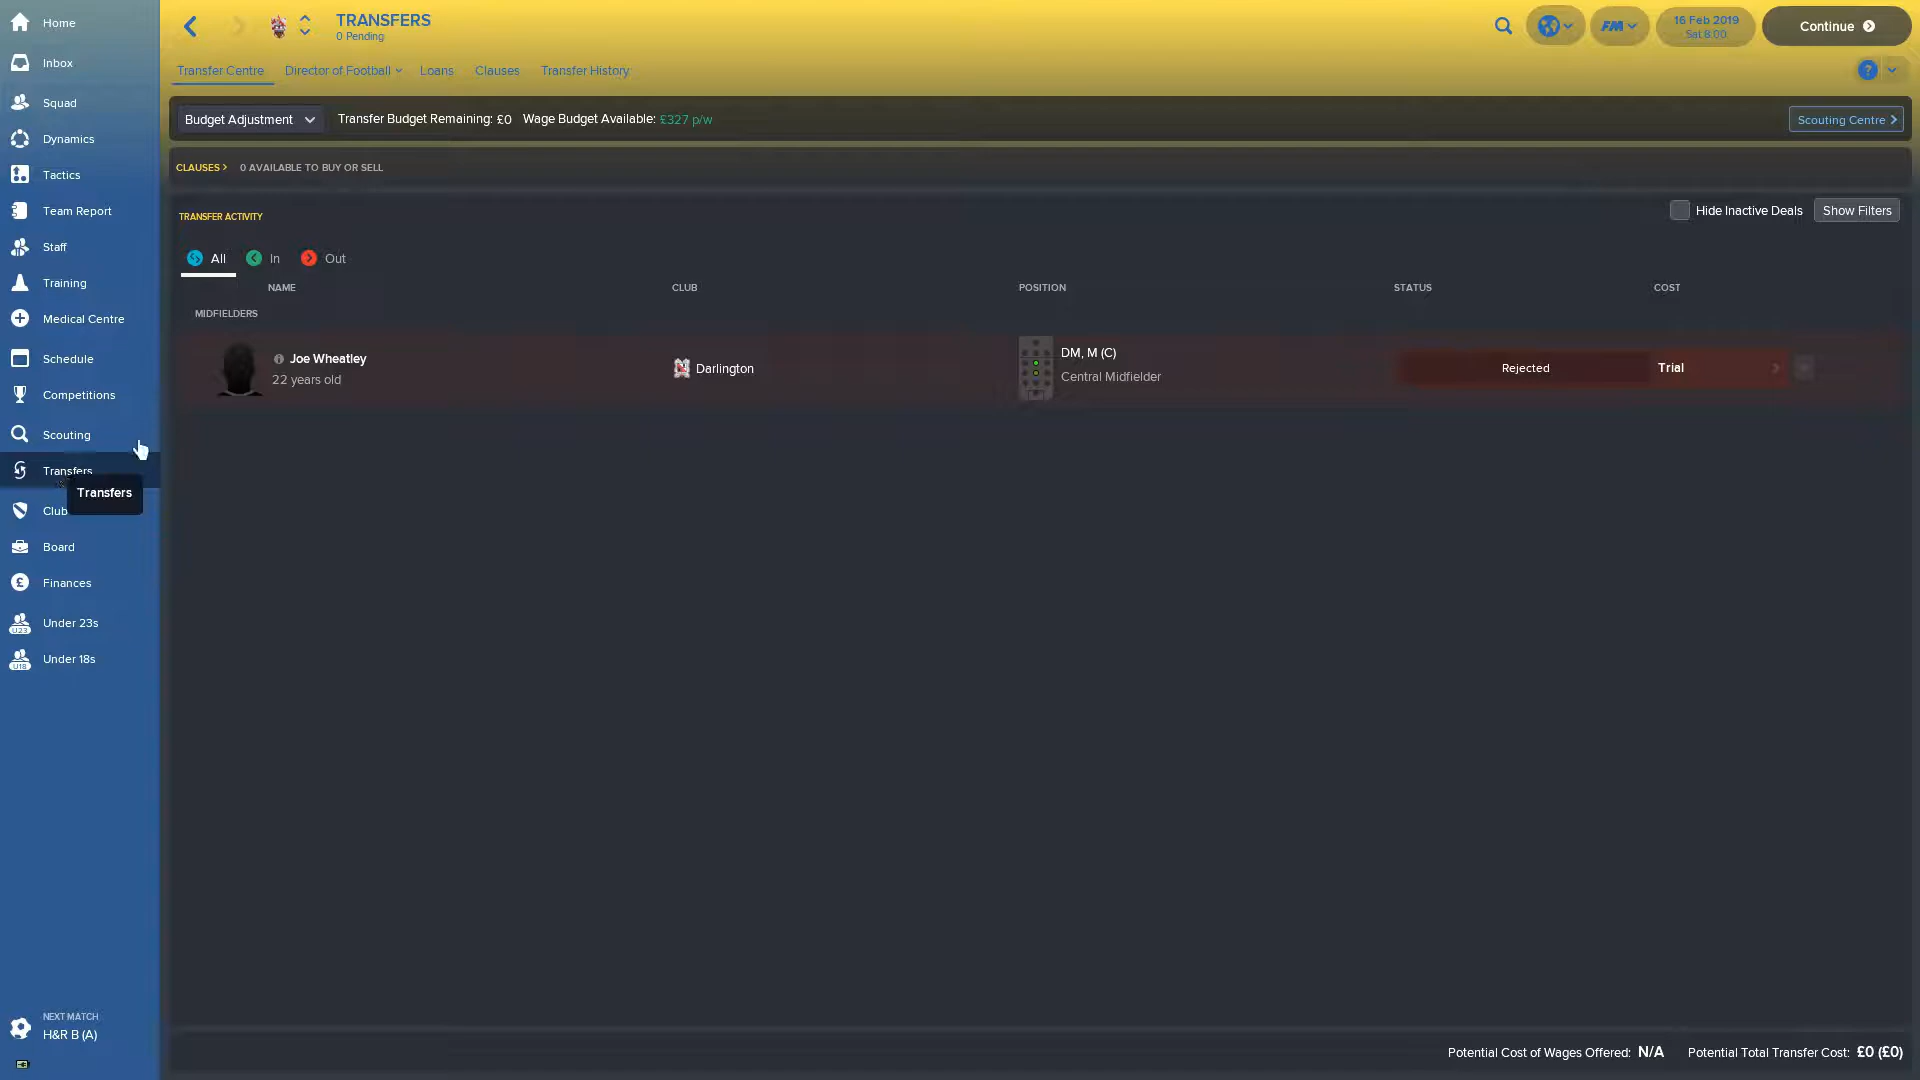 Home
Inbox
Squad
Dynamics
Tactics
Team Report
Staff
Training
Medical Centre
Schedule
Competitions
Scouting
Transfers
Transfers
Club
Board
Finances
U23
Under 23s
U18
Under 18s
NEXT MATCH
H&R B (A)
TRANSFERS
0 Pending
FM
16 Feb 2019
Sat 8:00
Continue
Transfer Centre
Director of Football
Loans
Clauses
Transfer History
?
Budget Adjustment
Transfer Budget Remaining: £0
Wage Budget Available: £327 p/w
Scouting Centre
CLAUSES >
0 AVAILABLE TO BUY OR SELL
TRANSFER ACTIVITY
Hide Inactive Deals
Show Filters
All
In
Out
NAME
CLUB
POSITION
STATUS
COST
MIDFIELDERS
Joe Wheatley
22 years old
Darlington
DM, M (C)
Central Midfielder
Rejected
Trial
Potential Cost of Wages Offered: N/A
Potential Total Transfer Cost: £0 (£0)